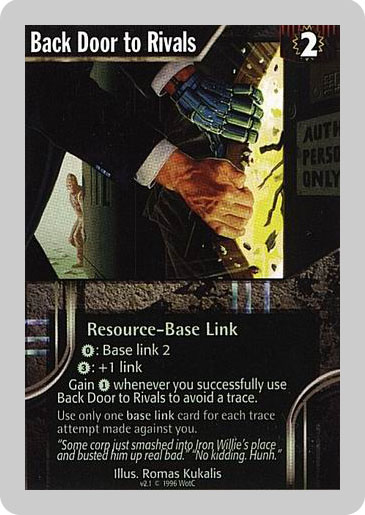 Back Door to Rivals
2
AUTH
PERSO
ONLY
Resource-Base Link
0: Base link 2
3: +1 link
Gain 1 whenever you successfully use
Back Door to Rivals to avoid a trace.
Use only one base link card for each trace
attempt made against you.
"Some corp just smashed into Iron Willie's place
and busted him up real bad." "No kidding. Hunh."
Illus. Romas Kukalis
v2.1 © 1996 WotC